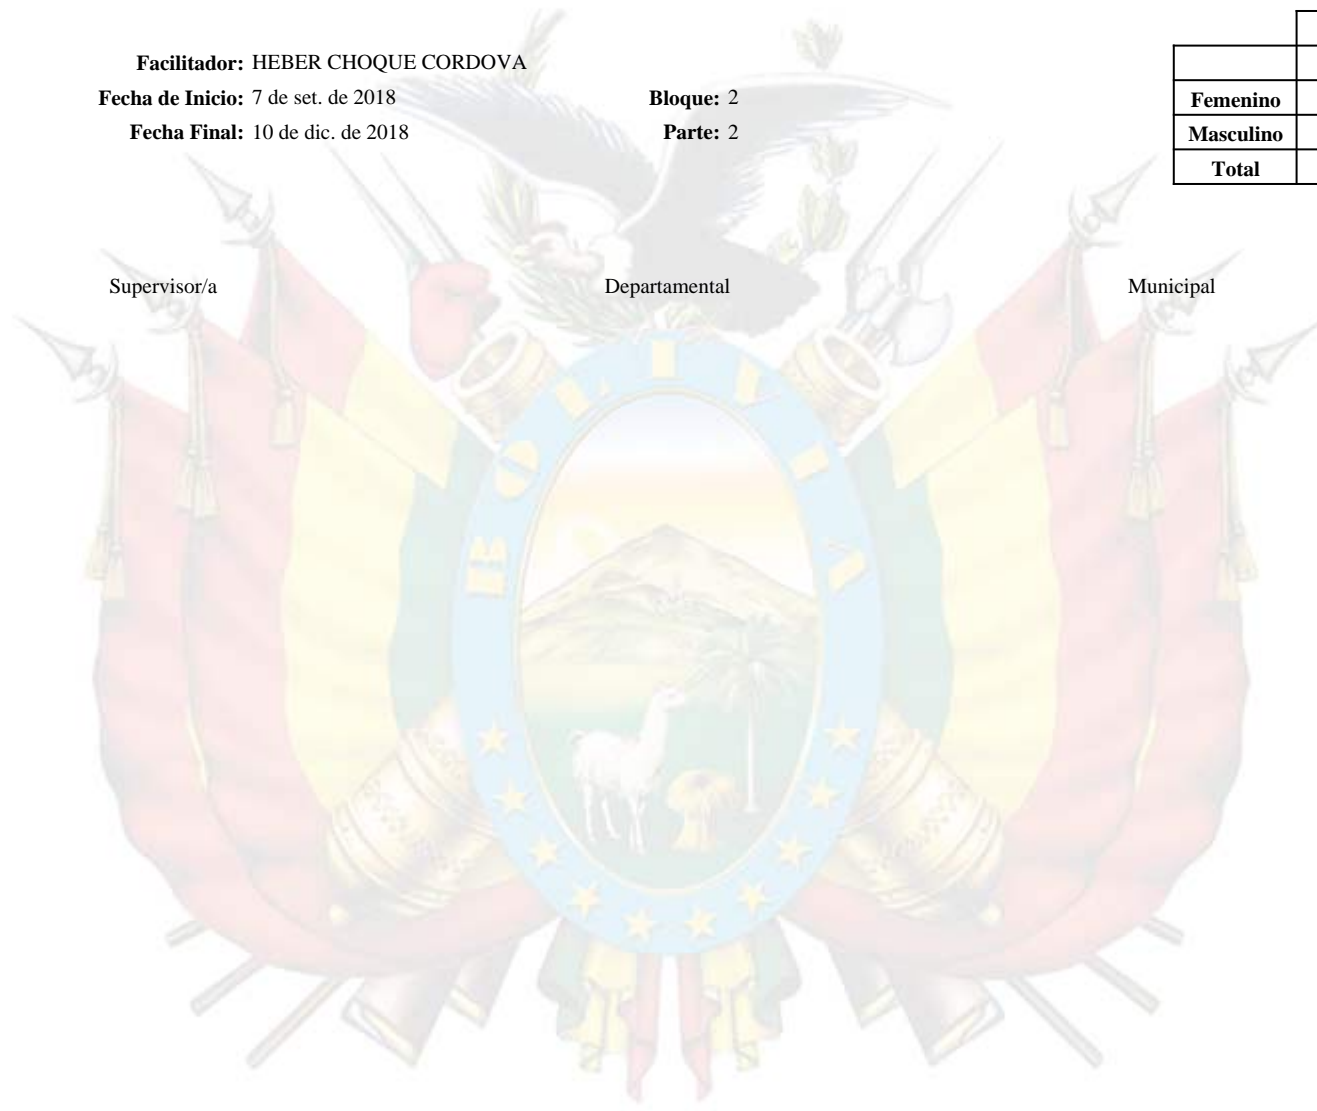 Facilitador: HEBER CHOQUE CORDOVA
Fecha de Inicio: 7 de set. de 2018 Bloque: 2
Fecha Final: 10 de dic. de 2018 Parte: 2
Femenino
Masculino
Total
Supervisor/a Departamental Municipal
BOLIVIA